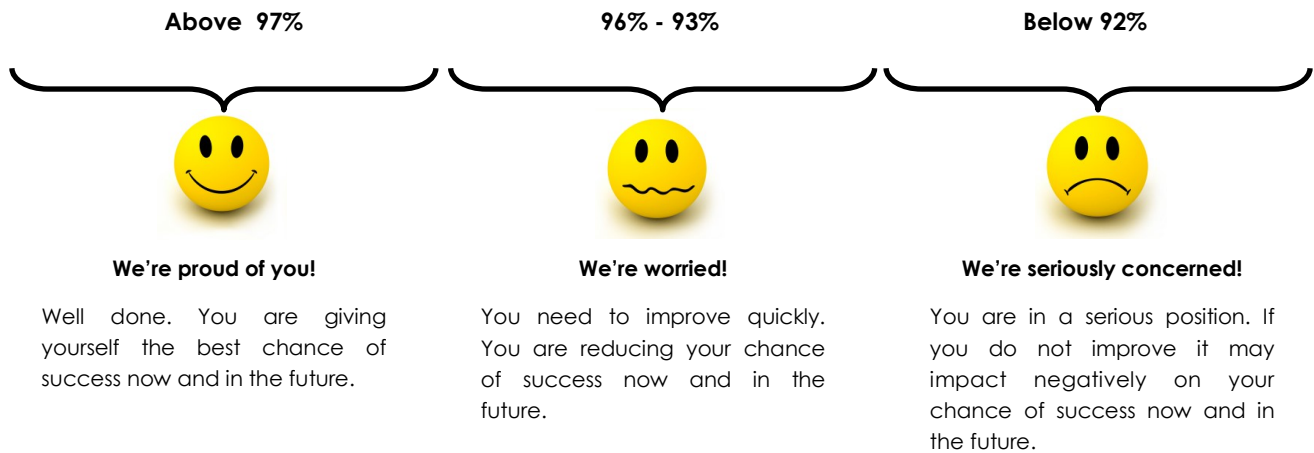 Above 97%
96% - 93%
Below 92%
We're proud of you!
Well done. You are giving
yourself the best chance of
success now and in the future.
We're worried!
You need to improve quickly.
You are reducing your chance
of success now and in the
future.
We're seriously concerned!
You are in a serious position. If
you do not improve it may
impact negatively on your
chance of success now and in
the future.